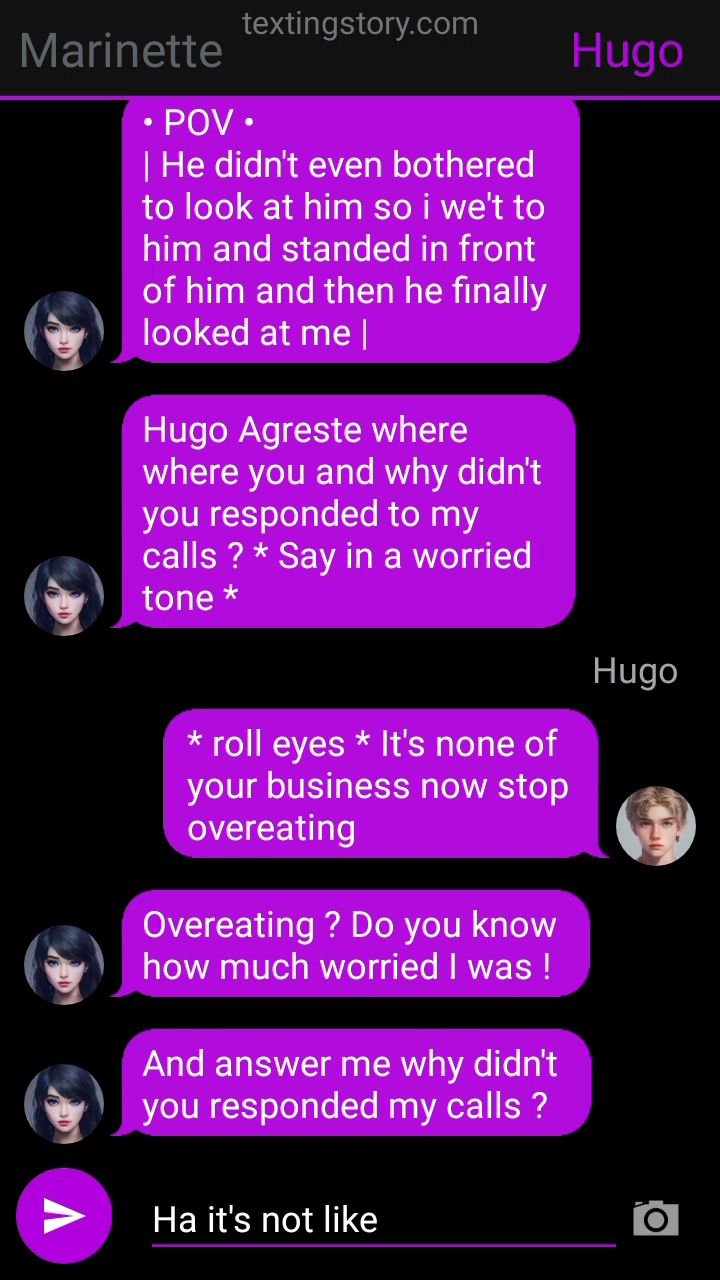 textingstory.com
Marinette
Hugo
• POV •
| He didn't even bothered
to look at him so i we't to
him and standed in front
of him and then he finally
looked at me |
Hugo Agreste where
where you and why didn't
you responded to my
calls ? * Say in a worried
tone *
Hugo
* roll eyes * It's none of
your business now stop
overeating
Overeating ? Do you know
how much worried I was !
And answer me why didn't
you responded my calls ?
Ha it's not like